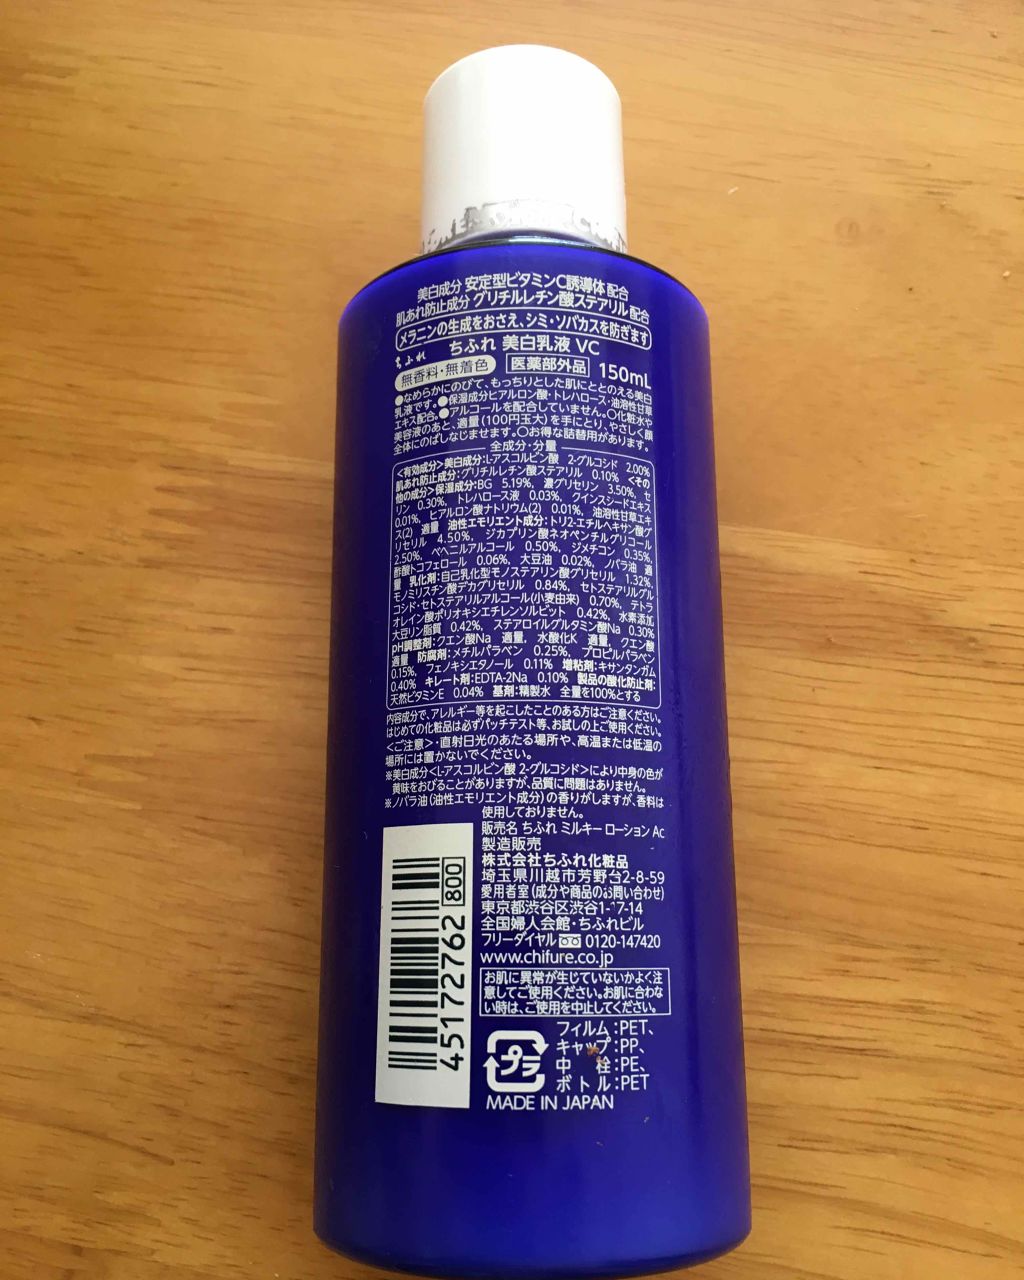 美白成分 安定型ビタミンC誘導体 配合
肌あれ防止成分 グリチルレチン酸ステアリル 配合
メラニンの生成をおさえ、シミ・ソバカスを防ぎます
ちふれ ちふれ 美白乳液 VC
無香料・無着色 医薬部外品 150mL
●なめらかにのびて、もっちりとした肌にととのえる美白
乳液です。●保湿成分ヒアルロン酸・トレハロース・油溶性甘草
エキス配合。●アルコールを配合していません。○化粧水や
美容液のあと、適量(100円玉大)を手にとり、やさしく顔
全体にのばしなじませます。○お得な詰替用があります。
全成分・分量
<有効成分>美白成分:L-アスコルビン酸 2-グルコシド 2.00%
肌あれ防止成分:グリチルレチン酸ステアリル 0.10% <そ
の他の成分>保湿成分:BG 5.19%, 濃グリセリン 3.50%, セ
リン 0.30%, トレハロース液 0.03%, クインスシードエキス
0.01%, ヒアルロン酸ナトリウム(2) 0.01%, 油溶性甘草エキ
ス(2) 適量 油性エモリエント成分:トリ2-エチルヘキサン酸グ
リセリル 4.50%, ジカプリン酸ネオペンチルグリコール
2.50%, ベヘニルアルコール 0.50%, ジメチコン 0.35%,
酢酸トコフェロール 0.06%, 大豆油 0.02%, ノバラ油 適
量 乳化剤:自己乳化型モノステアリン酸グリセリル 1.32%,
モノミリスチン酸デカグリセリル 0.84%, セトステアリルグル
コシド・セトステアリルアルコール(小麦由来) 0.70%, テトラ
オレイン酸ポリオキシエチレンソルビット 0.42%, 水素添加
大豆リン脂質 0.42%, ステアロイルグルタミン酸Na 0.30%
pH調整剤:クエン酸Na 適量, 水酸化K 適量, クエン酸
適量 防腐剤:メチルパラベン 0.25%, プロピルパラベン
0.15%, フェノキシエタノール 0.11% 増粘剤:キサンタンガム
0.40% キレート剤:EDTA-2Na 0.10% 製品の酸化防止剤:
天然ビタミンE 0.04% 基剤:精製水 全量を100%とする
内容成分で、アレルギー等を起こしたことのある方はご注意ください。
はじめての化粧品は必ずパッチテスト等、お試しの上ご使用ください。
<ご注意>・直射日光のあたる場所や、高温または低温の
場所には置かないでください。
※美白成分<L-アスコルビン酸 2-グルコシド>により中身の色が
黄味をおびることがありますが、品質に問題はありません。
※ノバラ油(油性エモリエント成分)の香りがしますが、香料は
使用しておりません。
販売名 ちふれ ミルキー ローション Ac
製造販売
株式会社ちふれ化粧品
埼玉県川越市芳野台2-8-59
愛用者室(成分や商品のお問い合わせ)
東京都渋谷区渋谷1-17-14
全国婦人会館・ちふれビル
フリーダイヤル 0120-147420
www.chifure.co.jp
お肌に異常が生じていないかよく注
意してご使用ください。お肌に合わな
い時は、ご使用を中止してください。
800
45172762
プラ
フィルム:PET、
キャップ:PP、
中 栓:PE、
ボトル:PET
MADE IN JAPAN